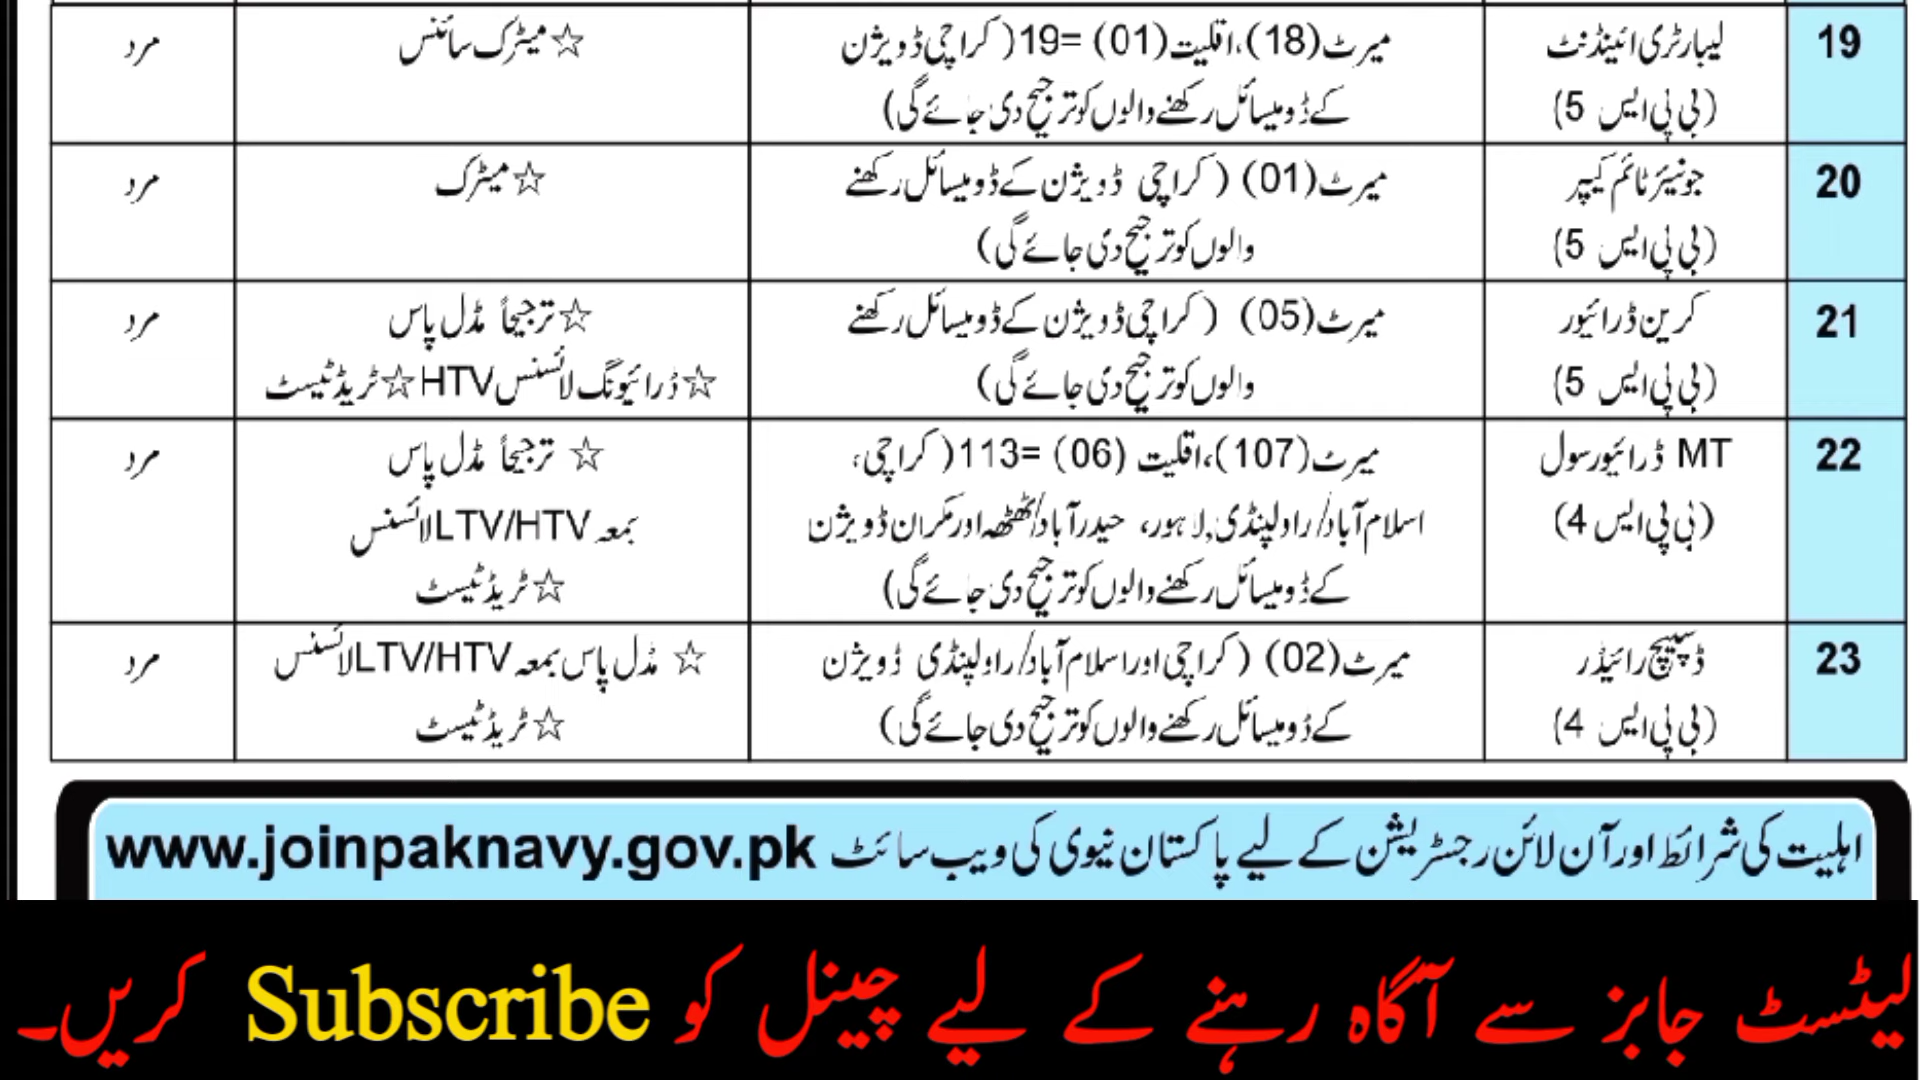 19
لیبارٹری اٹینڈنٹ
(بی پی ایس 5)
میرٹ(18)،اقلیت(01) =19( کراچی ڈویژن
کے ڈومیسائل رکھنے والوں کو ترجیح دی جائے گی)
☆میٹرک سائنس
مرد
20
جونیئر ٹائم کیپر
(بی پی ایس 5)
میرٹ(01) ( کراچی ڈویژن کے ڈومیسائل رکھنے
والوں کو ترجیح دی جائے گی)
☆میٹرک
مرد
21
کرین ڈرائیور
(بی پی ایس 5)
میرٹ(05) ( کراچی ڈویژن کے ڈومیسائل رکھنے
والوں کو ترجیح دی جائے گی)
☆ترجیحاً مڈل پاس
☆ڈرائیونگ لائسنس HTV☆ٹریڈ ٹیسٹ
مرد
22
MT ڈرائیور سول
(بی پی ایس 4)
میرٹ(107)،اقلیت (06) =113( کراچی،
اسلام آباد/راولپنڈی,لاہور، حیدرآباد/ٹھٹھہ اور مکران ڈویژن
کے ڈومیسائل رکھنے والوں کو ترجیح دی جائے گی)
☆ ترجیحاً مڈل پاس
بمعہ LTV/HTV لائسنس
☆ٹریڈ ٹیسٹ
مرد
23
ڈسپیچ رائیڈر
(بی پی ایس 4)
میرٹ(02) ( کراچی اور اسلام آباد/راولپنڈی ڈویژن
کے ڈومیسائل رکھنے والوں کو ترجیح دی جائے گی)
☆ مڈل پاس بمعہ LTV/HTV لائسنس
☆ٹریڈ ٹیسٹ
مرد
اہلیت کی شرائط اور آن لائن رجسٹریشن کے لیے پاکستان نیوی کی ویب سائٹ www.joinpaknavy.gov.pk
لیٹسٹ جابز سے آگاہ رہنے کے لیے چینل کو Subscribe کریں۔